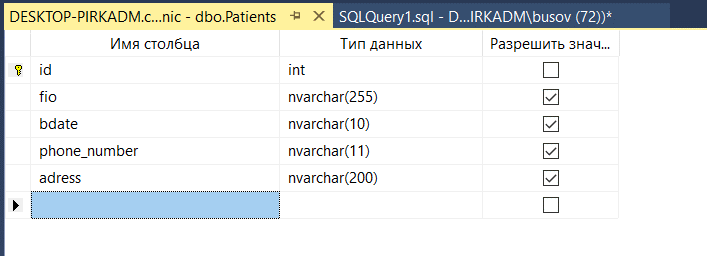 DESKTOP-PIRKADM.c...nic - dbo.Patients SQLQuery1.sql - D...IRKADM\busov (72))*
Имя столбца Тип данных Разрешить знач...
id int
fio nvarchar(255)
bdate nvarchar(10)
phone_number nvarchar(11)
adress nvarchar(200)